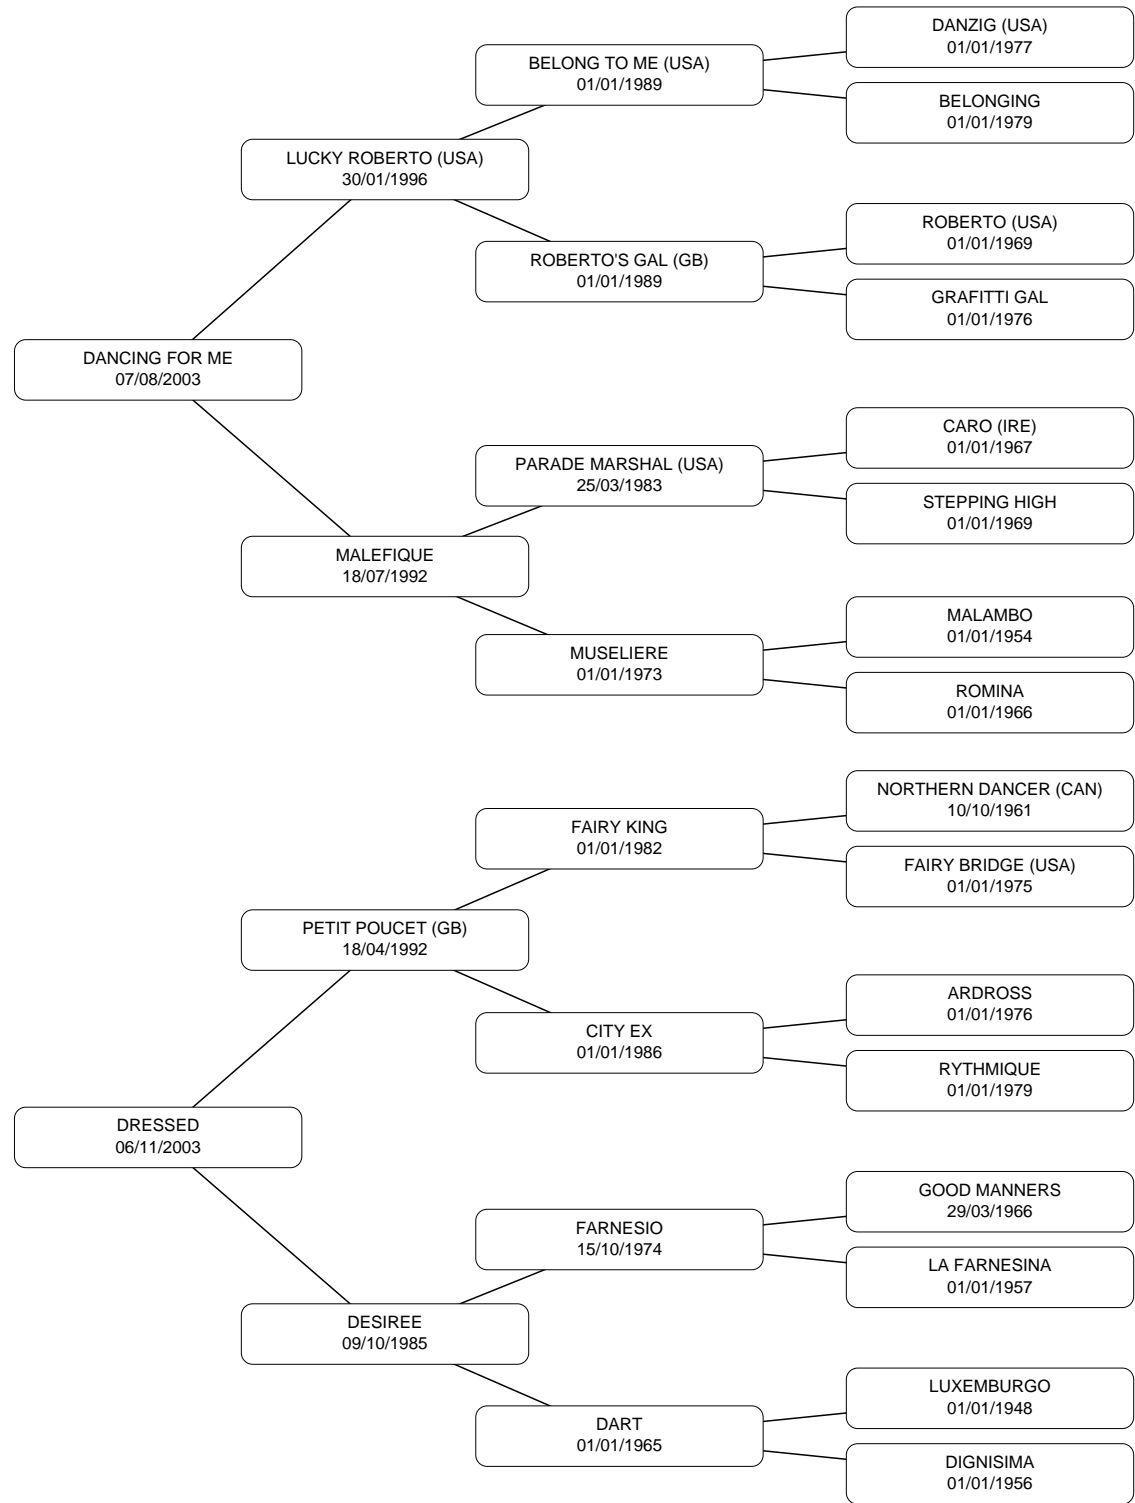 DANZIG (USA)
01/01/1977
BELONG TO ME (USA)
01/01/1989
BELONGING
01/01/1979
LUCKY ROBERTO (USA)
30/01/1996
ROBERTO (USA)
01/01/1969
ROBERTO'S GAL (GB)
01/01/1989
GRAFITTI GAL
01/01/1976
DANCING FOR ME
07/08/2003
CARO (IRE)
01/01/1967
PARADE MARSHAL (USA)
25/03/1983
STEPPING HIGH
01/01/1969
MALEFIQUE
18/07/1992
MALAMBO
01/01/1954
MUSELIERE
01/01/1973
ROMINA
01/01/1966
NORTHERN DANCER (CAN)
10/10/1961
FAIRY KING
01/01/1982
FAIRY BRIDGE (USA)
01/01/1975
PETIT POUCET (GB)
18/04/1992
ARDROSS
01/01/1976
CITY EX
01/01/1986
RYTHMIQUE
01/01/1979
DRESSED
06/11/2003
GOOD MANNERS
29/03/1966
FARNESIO
15/10/1974
LA FARNESINA
01/01/1957
DESIREE
09/10/1985
LUXEMBURGO
01/01/1948
DART
01/01/1965
DIGNISIMA
01/01/1956